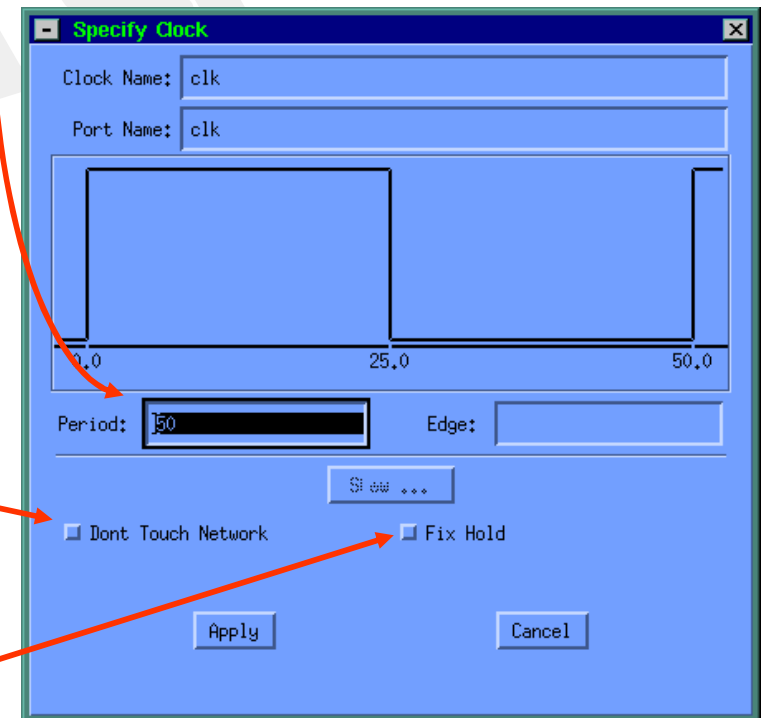 Specify Clock
Clock Name: clk
Port Name: clk
0.0 25.0 50.0
Period: 50 Edge:
Skew ...
Dont Touch Network Fix Hold
Apply Cancel